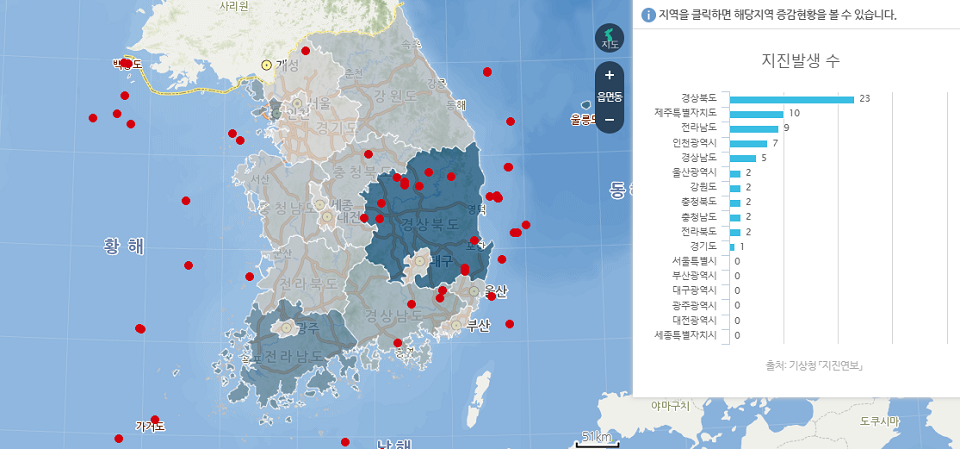 사리원
지역을 클릭하면 해당지역 증감현황을 볼 수 있습니다.
지도
지진발생 수
백령도
개성
춘천
강릉
읍면동
서울
강원도
동해
인천
경기도
울릉도
서산
충청북도
세종
충청남도
대전
경상북도
영덕
동해
황 해
군산
대구
포항
전라북도
울산
경상남도
부산
광주
목포
전라남도
통영
가거도
남해
51km
야마구치
도쿠시마
경상북도 23
제주특별자치도 10
전라남도 9
인천광역시 7
경상남도 5
울산광역시 2
강원도 2
충청북도 2
충청남도 2
전라북도 2
경기도 1
서울특별시 0
부산광역시 0
대구광역시 0
광주광역시 0
대전광역시 0
세종특별자치시 0
출처: 기상청 「지진연보」